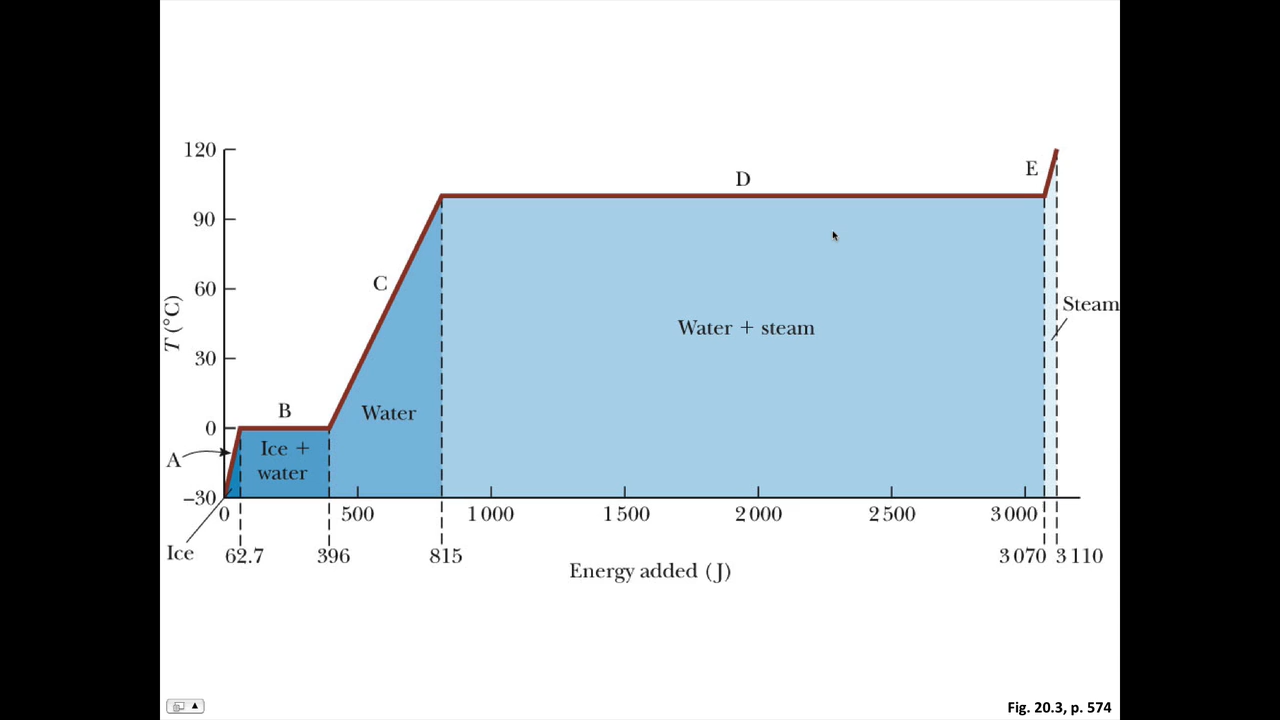 120
D
E
90
Steam
C
60
Water + steam
T (°C)
30
B
Water
0
Ice +
water
A
–30
0
500
1 000
1 500
2 000
2 500
3 000
Ice
62.7
396
815
3 070
3 110
Energy added (J)
Fig. 20.3, p. 574